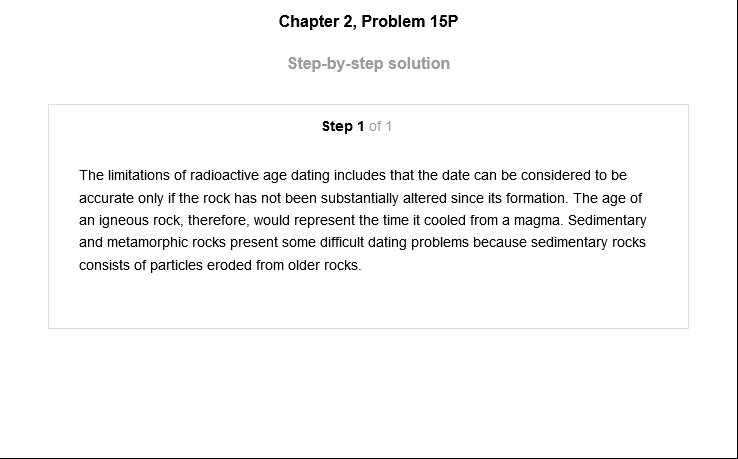 Chapter 2, Problem 15P
Step-by-step solution
Step 1 of 1
The limitations of radioactive age dating includes that the date can be considered to be
accurate only if the rock has not been substantially altered since its formation. The age of
an igneous rock, therefore, would represent the time it cooled from a magma. Sedimentary
and metamorphic rocks present some difficult dating problems because sedimentary rocks
consists of particles eroded from older rocks.